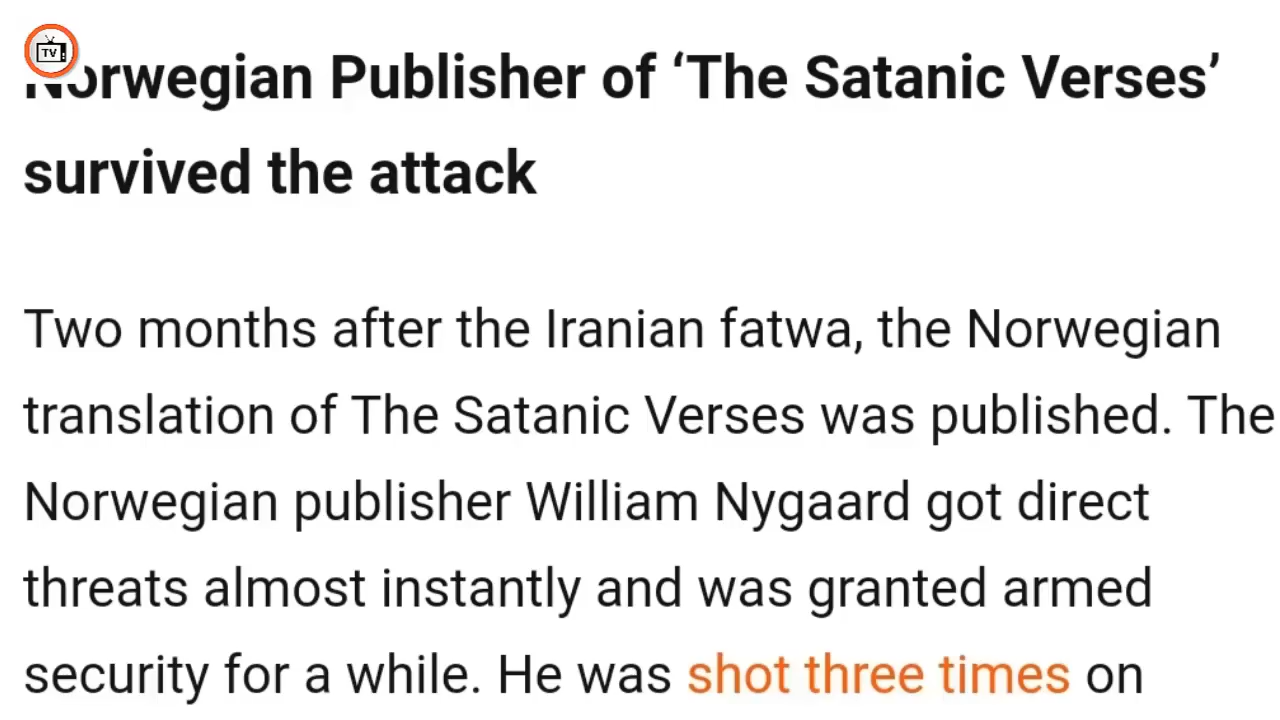 TV
Norwegian Publisher of ‘The Satanic Verses’
survived the attack
Two months after the Iranian fatwa, the Norwegian
translation of The Satanic Verses was published. The
Norwegian publisher William Nygaard got direct
threats almost instantly and was granted armed
security for a while. He was shot three times on